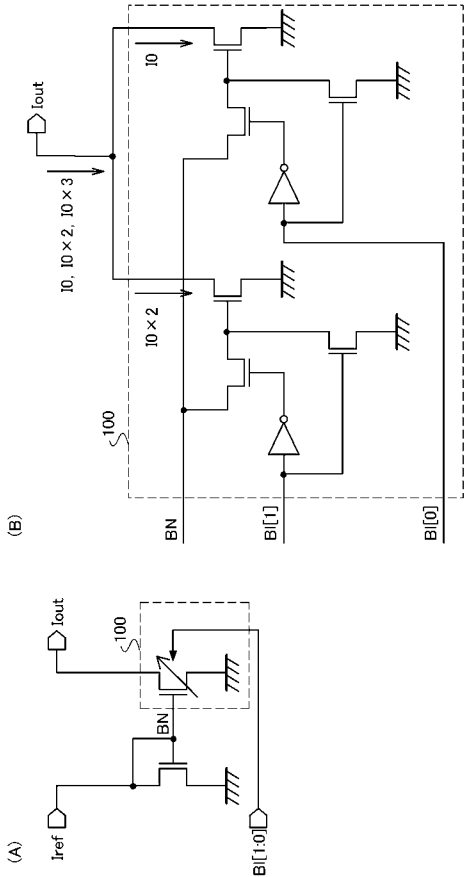 (A)
Iref
Iout
100
BN
BI[1:0]
(B)
Iout
I0, I0×2, I0×3
100
I0×2
I0
BN
BI[1]
BI[0]